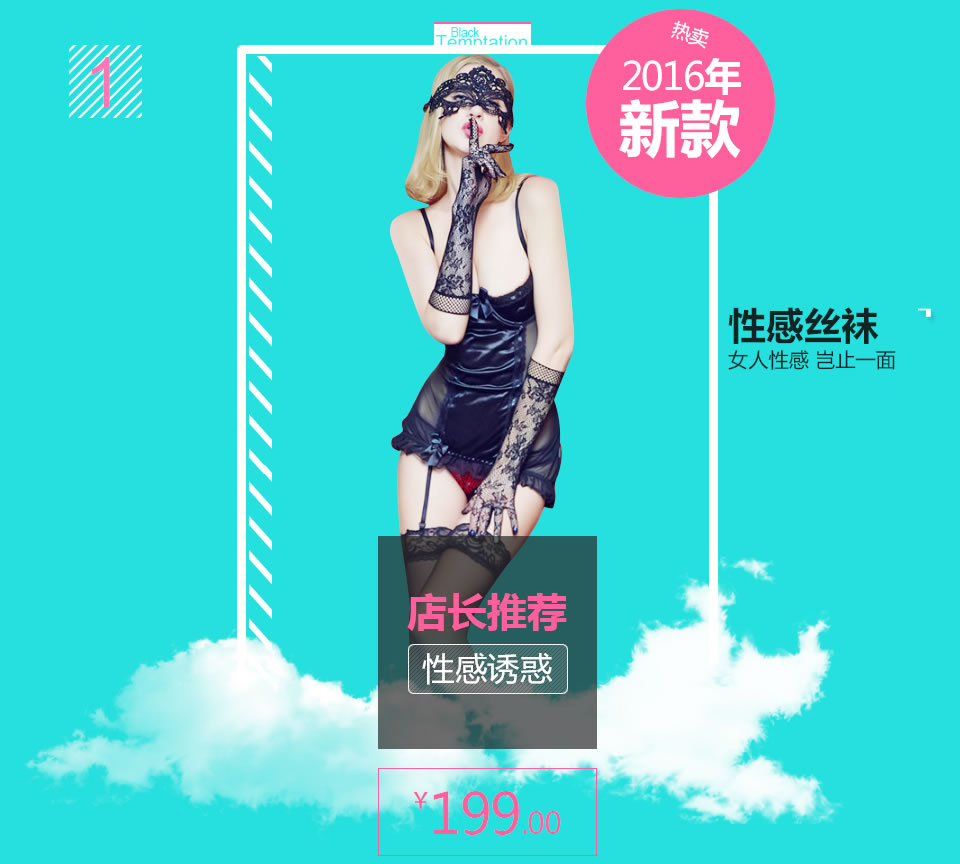 1
Black
Temptation
热卖
2016年
新款
性感丝袜
女人性感 岂止一面
店长推荐
性感诱惑
¥199.00